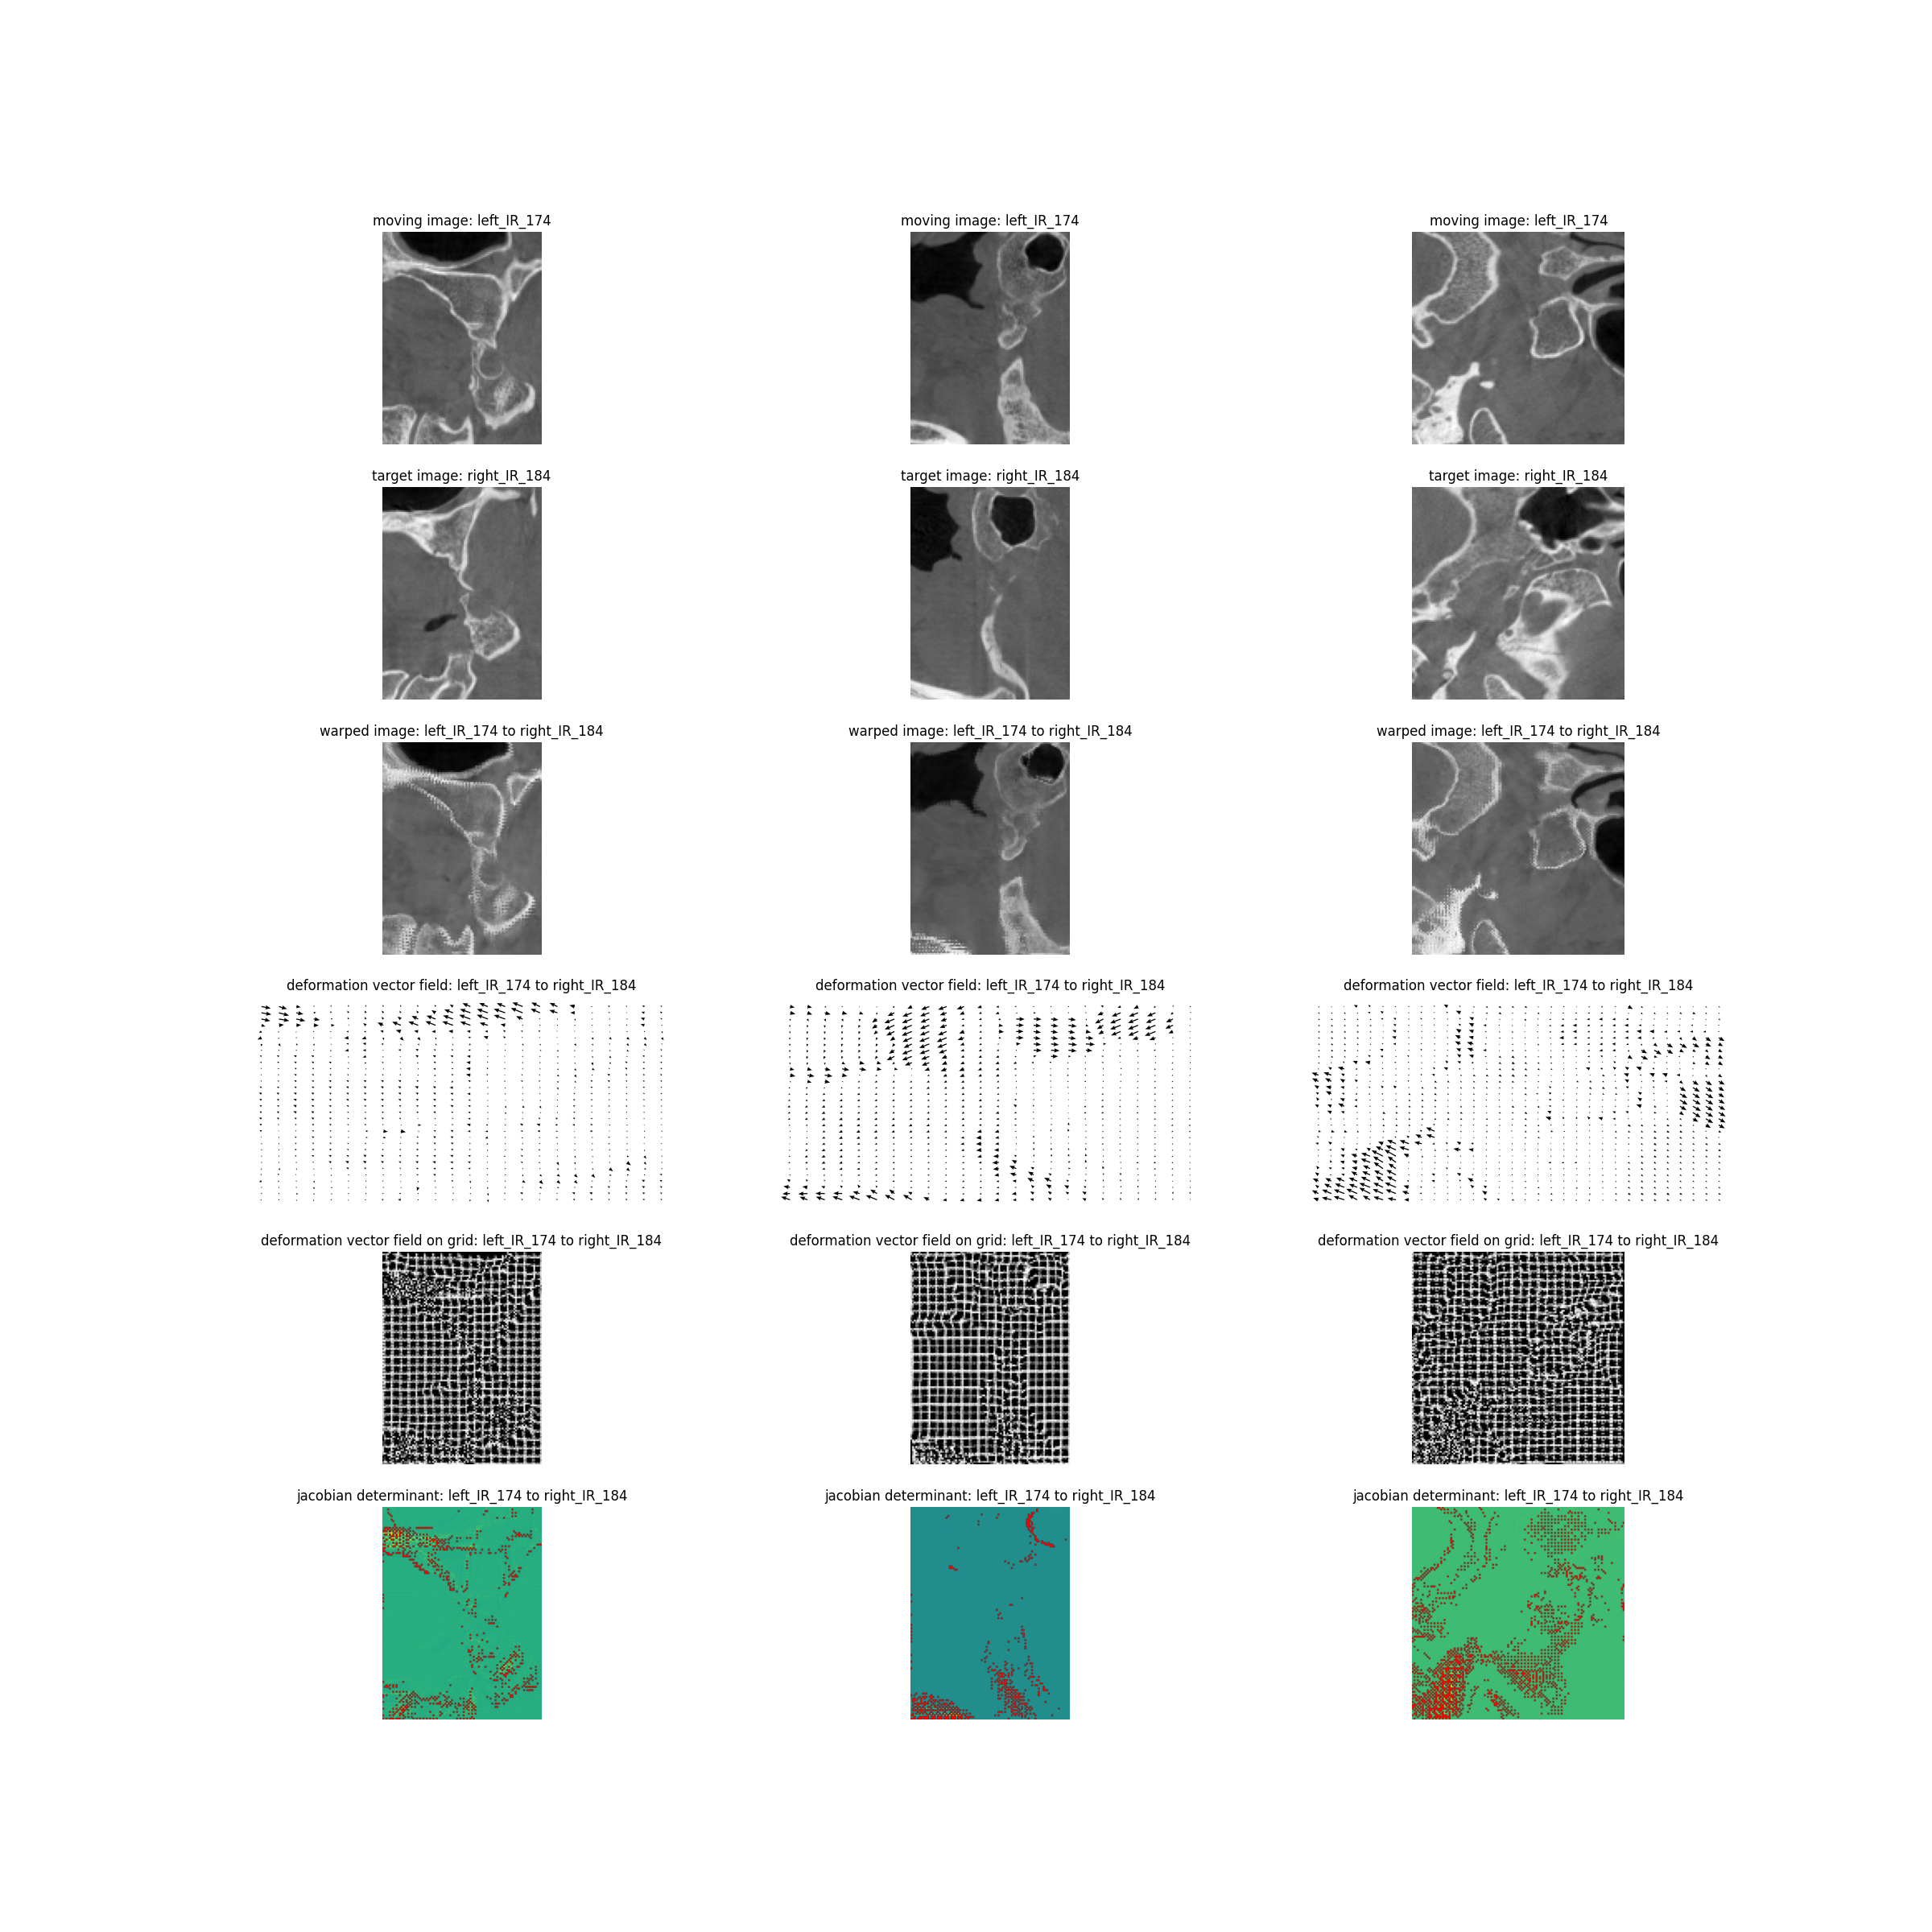 moving image: left_IR_174
moving image: left_IR_174
moving image: left_IR_174
target image: right_IR_184
target image: right_IR_184
target image: right_IR_184
warped image: left_IR_174 to right_IR_184
warped image: left_IR_174 to right_IR_184
warped image: left_IR_174 to right_IR_184
deformation vector field: left_IR_174 to right_IR_184
deformation vector field: left_IR_174 to right_IR_184
deformation vector field: left_IR_174 to right_IR_184
deformation vector field on grid: left_IR_174 to right_IR_184
deformation vector field on grid: left_IR_174 to right_IR_184
deformation vector field on grid: left_IR_174 to right_IR_184
jacobian determinant: left_IR_174 to right_IR_184
jacobian determinant: left_IR_174 to right_IR_184
jacobian determinant: left_IR_174 to right_IR_184